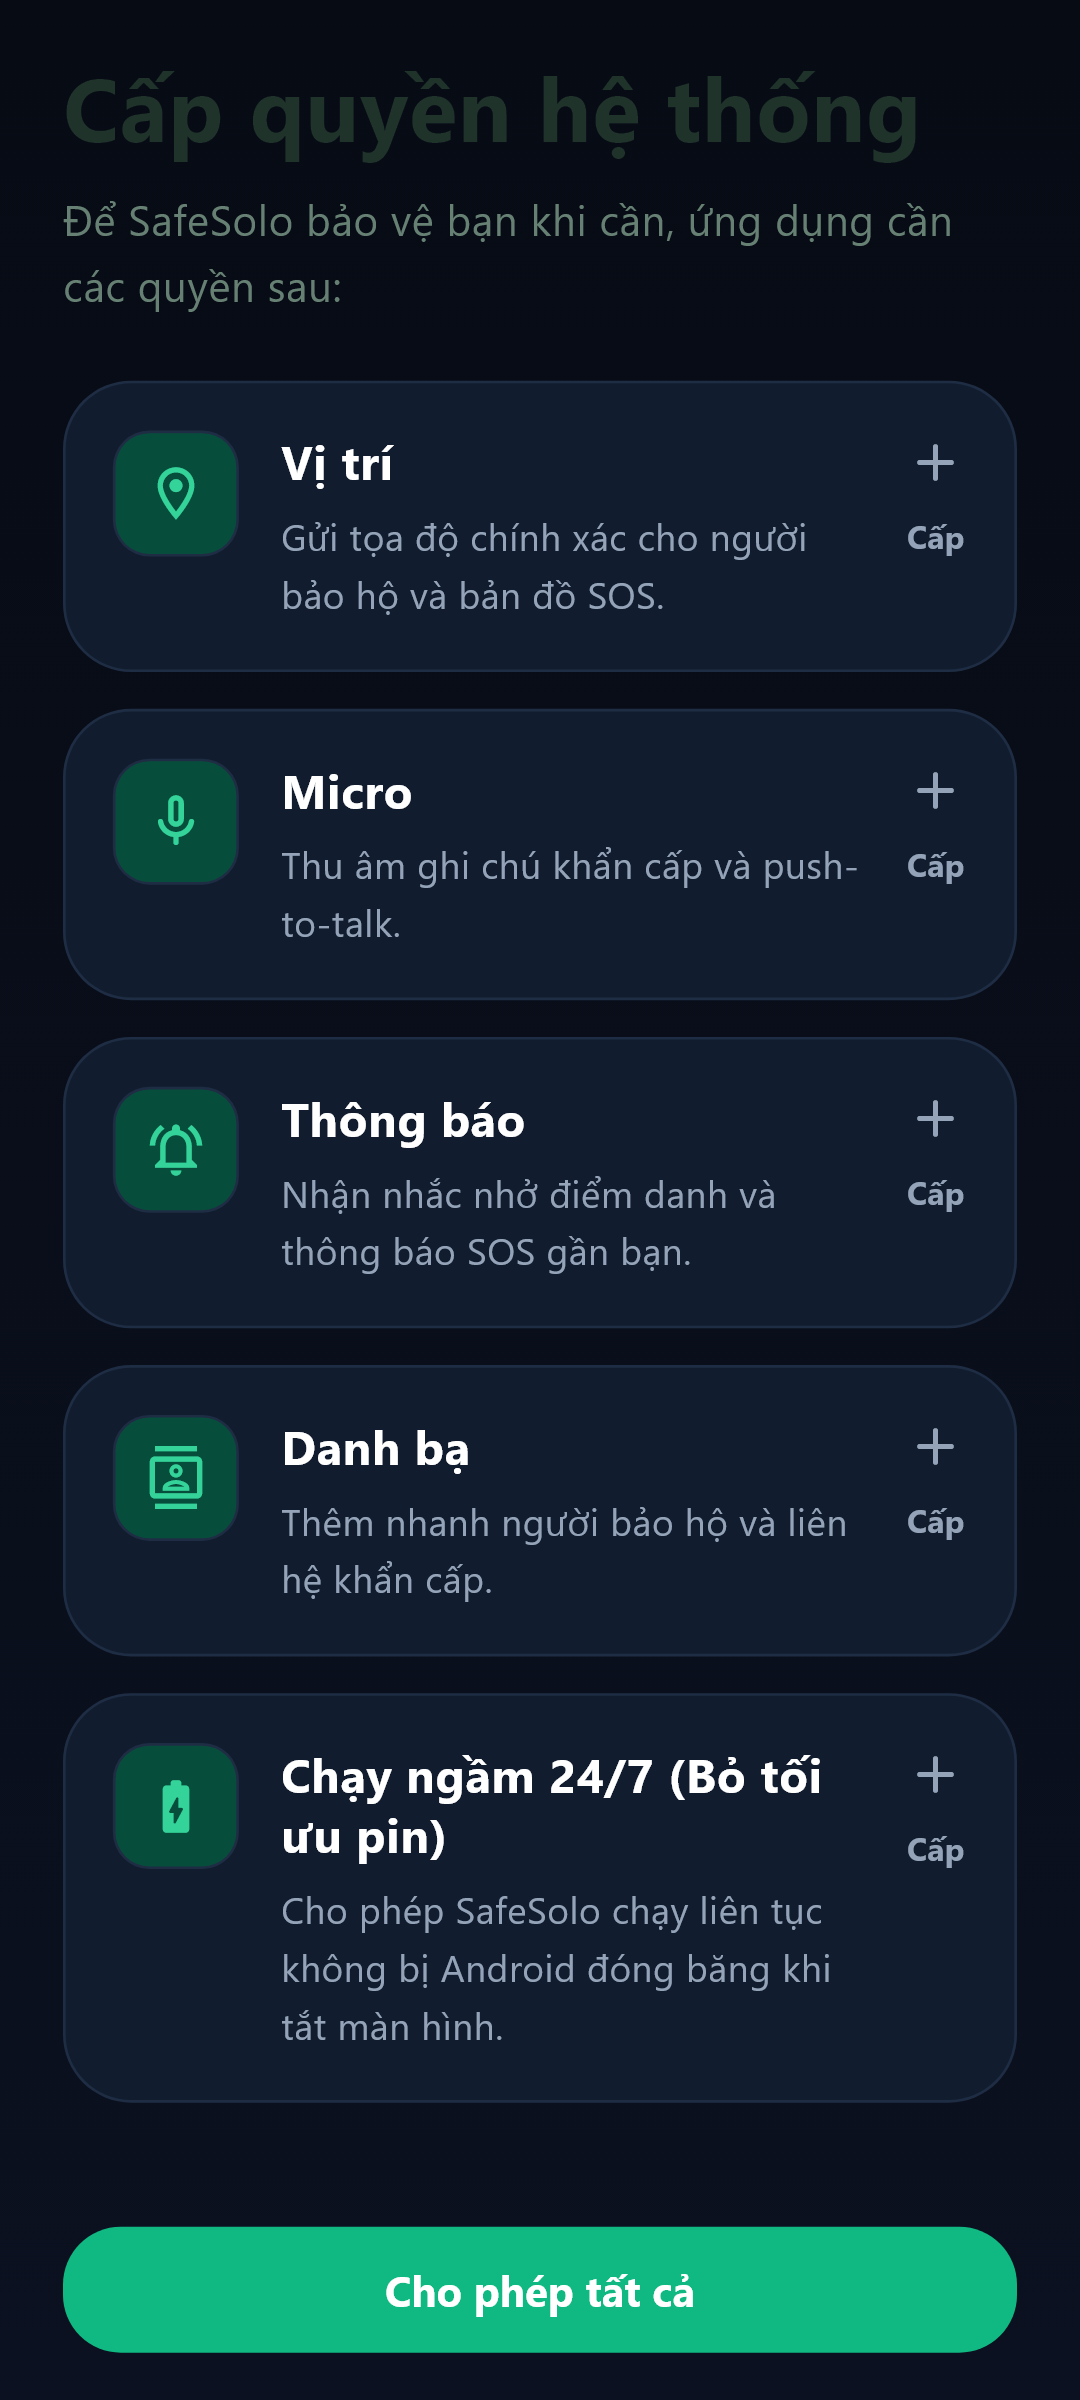 Cấp quyền hệ thống
Để SafeSolo bảo vệ bạn khi cần, ứng dụng cần
các quyền sau:
Vị trí
Cấp
Gửi tọa độ chính xác cho người
bảo hộ và bản đồ SOS.
Micro
Cấp
Thu âm ghi chú khẩn cấp và push-
to-talk.
Thông báo
Cấp
Nhận nhắc nhở điểm danh và
thông báo SOS gần bạn.
Danh bạ
Cấp
Thêm nhanh người bảo hộ và liên
hệ khẩn cấp.
Chạy ngầm 24/7 (Bỏ tối
ưu pin)
Cấp
Cho phép SafeSolo chạy liên tục
không bị Android đóng băng khi
tắt màn hình.
Cho phép tất cả